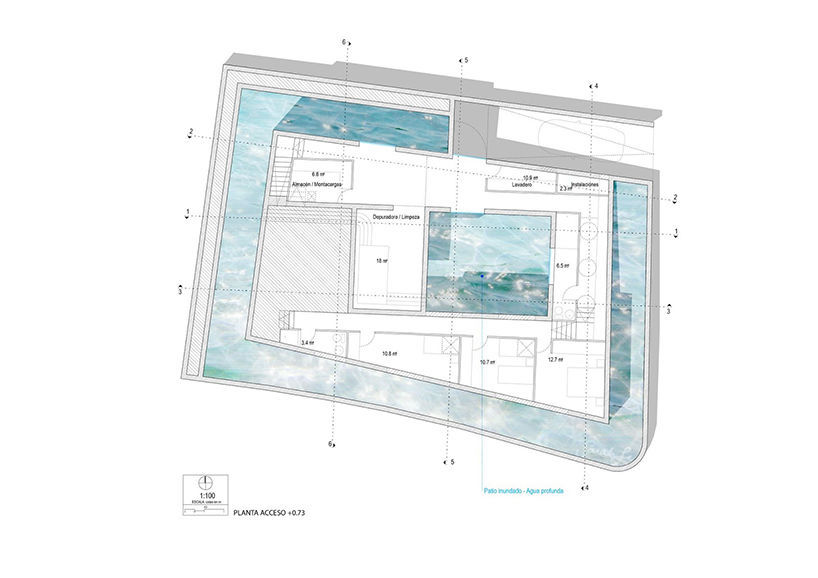 6
5
4
2
6.8 m²
Almacén / Montacargas
10.9 m²
Lavadero
2.3 m²
Instalaciones
2
1
Depuradora / Limpieza
1
18 m²
6.5 m²
3
3
3.4 m²
10.8 m²
10.7 m²
12.7 m²
6
5
4
Patio inundado - Agua profunda
1:100
PLANTA ACCESO +0.73